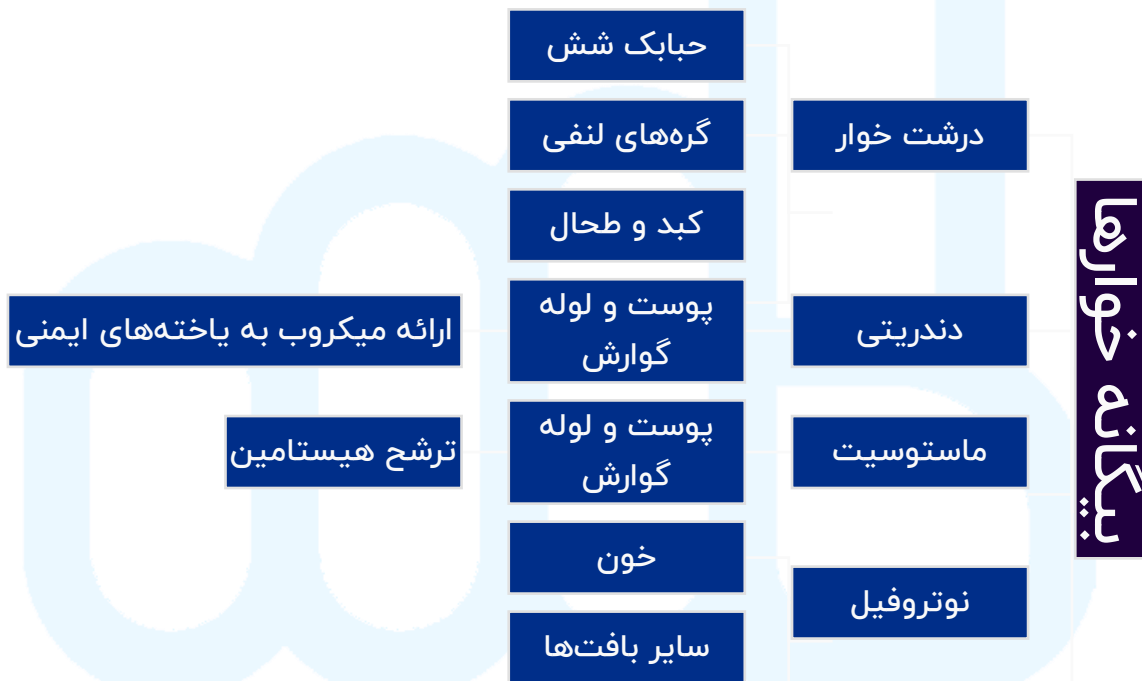 بیگانه خوارها
درشت خوار
حبابک شش
گره‌های لنفی
کبد و طحال
دندریتی
پوست و لوله
گوارش
ارائه میکروب به یاخته‌های ایمنی
ماستوسیت
پوست و لوله
گوارش
ترشح هیستامین
نوتروفیل
خون
سایر بافت‌ها